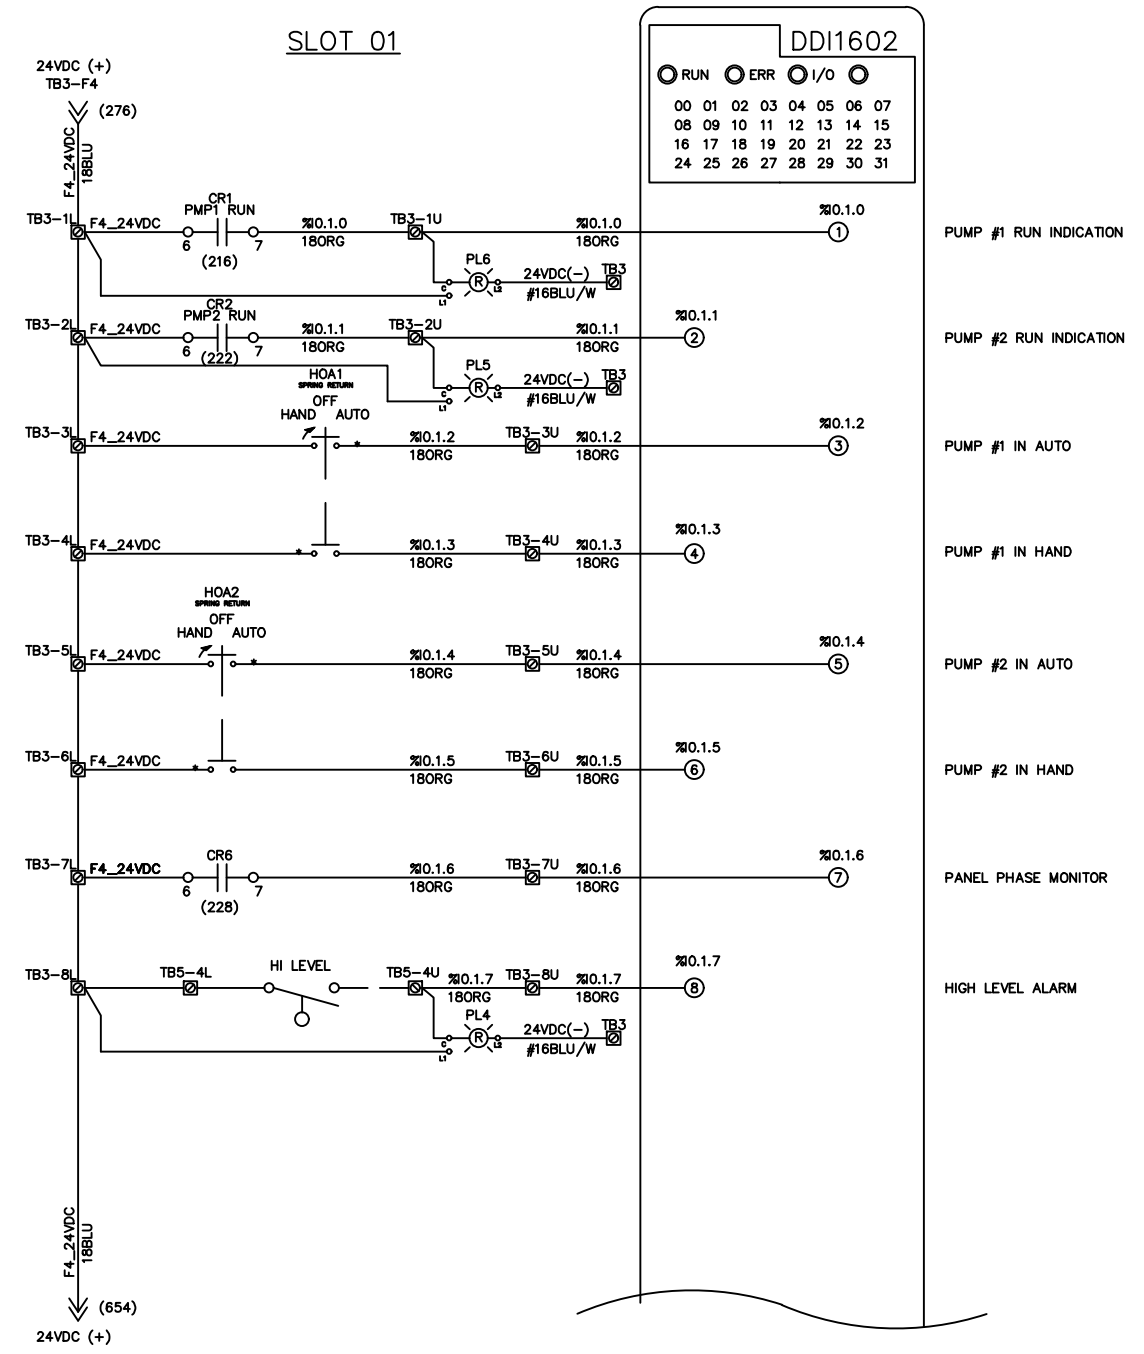 SLOT 01
DDI1602
RUN ERR I/O
00 01 02 03 04 05 06 07
08 09 10 11 12 13 14 15
16 17 18 19 20 21 22 23
24 25 26 27 28 29 30 31
24VDC (+)
TB3-F4
(276)
F4_24VDC
18BLU
TB3-1L F4_24VDC
CR1
PMP1 RUN
6 7
(216)
%I0.1.0
18ORG
TB3-1U
%I0.1.0
18ORG
%I0.1.0
1
PUMP #1 RUN INDICATION
PL6
C R L2
L1
24VDC(-)
#16BLU/W
TB3
TB3-2L F4_24VDC
CR2
PMP2 RUN
6 7
(222)
%I0.1.1
18ORG
TB3-2U
%I0.1.1
18ORG
%I0.1.1
2
PUMP #2 RUN INDICATION
PL5
C R L2
L1
24VDC(-)
#16BLU/W
TB3
HOA1
SPRING RETURN
OFF
HAND AUTO
TB3-3L F4_24VDC
*
%I0.1.2
18ORG
TB3-3U
%I0.1.2
18ORG
%I0.1.2
3
PUMP #1 IN AUTO
TB3-4L F4_24VDC
*
%I0.1.3
18ORG
TB3-4U
%I0.1.3
18ORG
%I0.1.3
4
PUMP #1 IN HAND
HOA2
SPRING RETURN
OFF
HAND AUTO
TB3-5L F4_24VDC
*
%I0.1.4
18ORG
TB3-5U
%I0.1.4
18ORG
%I0.1.4
5
PUMP #2 IN AUTO
TB3-6L F4_24VDC
*
%I0.1.5
18ORG
TB3-6U
%I0.1.5
18ORG
%I0.1.5
6
PUMP #2 IN HAND
TB3-7L F4_24VDC
CR6
6 7
(228)
%I0.1.6
18ORG
TB3-7U
%I0.1.6
18ORG
%I0.1.6
7
PANEL PHASE MONITOR
TB3-8L
TB5-4L
HI LEVEL
TB5-4U
%I0.1.7
18ORG
TB3-8U
%I0.1.7
18ORG
%I0.1.7
8
HIGH LEVEL ALARM
PL4
C R L2
L1
24VDC(-)
#16BLU/W
TB3
F4_24VDC
18BLU
(654)
24VDC (+)